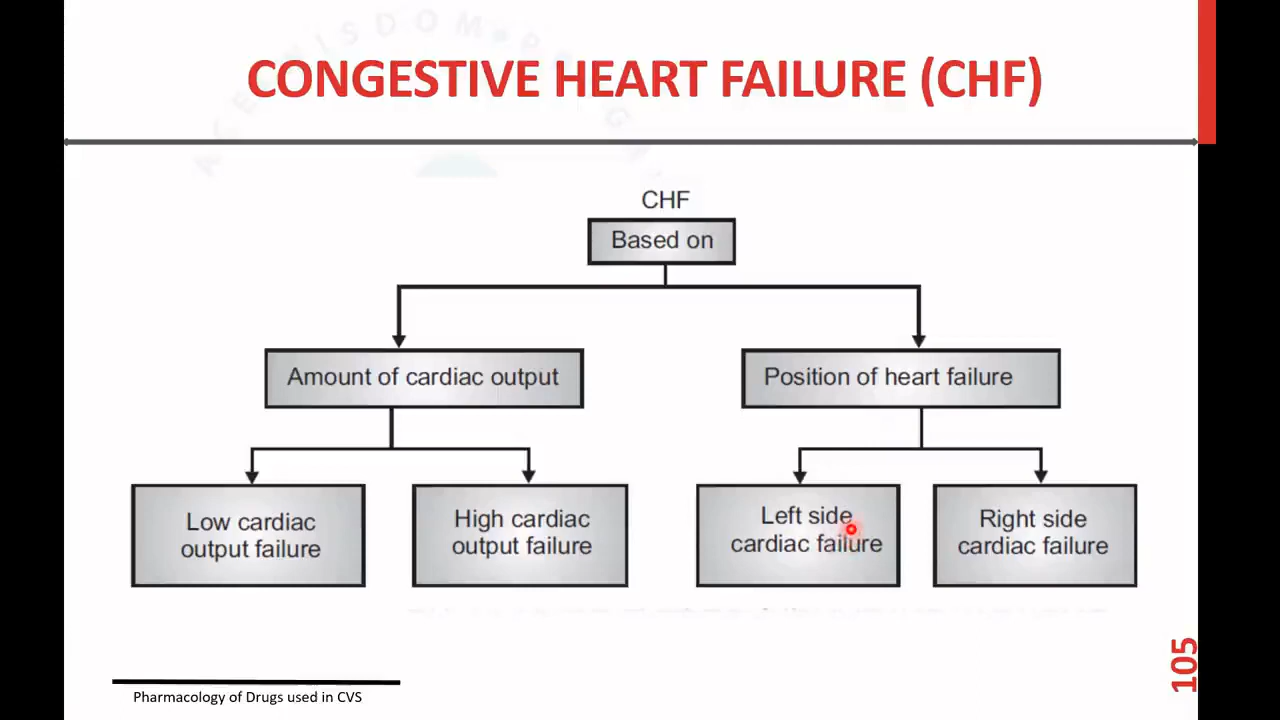 CONGESTIVE HEART FAILURE (CHF)
CHF
Based on
Amount of cardiac output
Position of heart failure
Low cardiac
output failure
High cardiac
output failure
Left side
cardiac failure
Right side
cardiac failure
105
Pharmacology of Drugs used in CVS